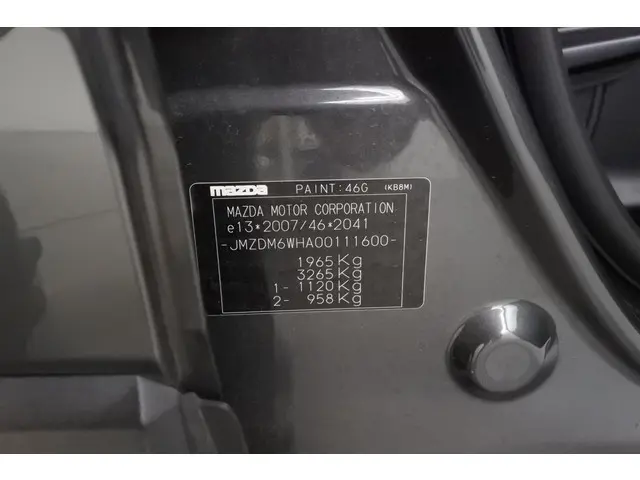 mazda PAINT:46G (KB8M)
MAZDA MOTOR CORPORATION
e13*2007/46*2041
-JMZDM6WHA00111600-
1965Kg
3265Kg
1- 1120Kg
2- 958Kg